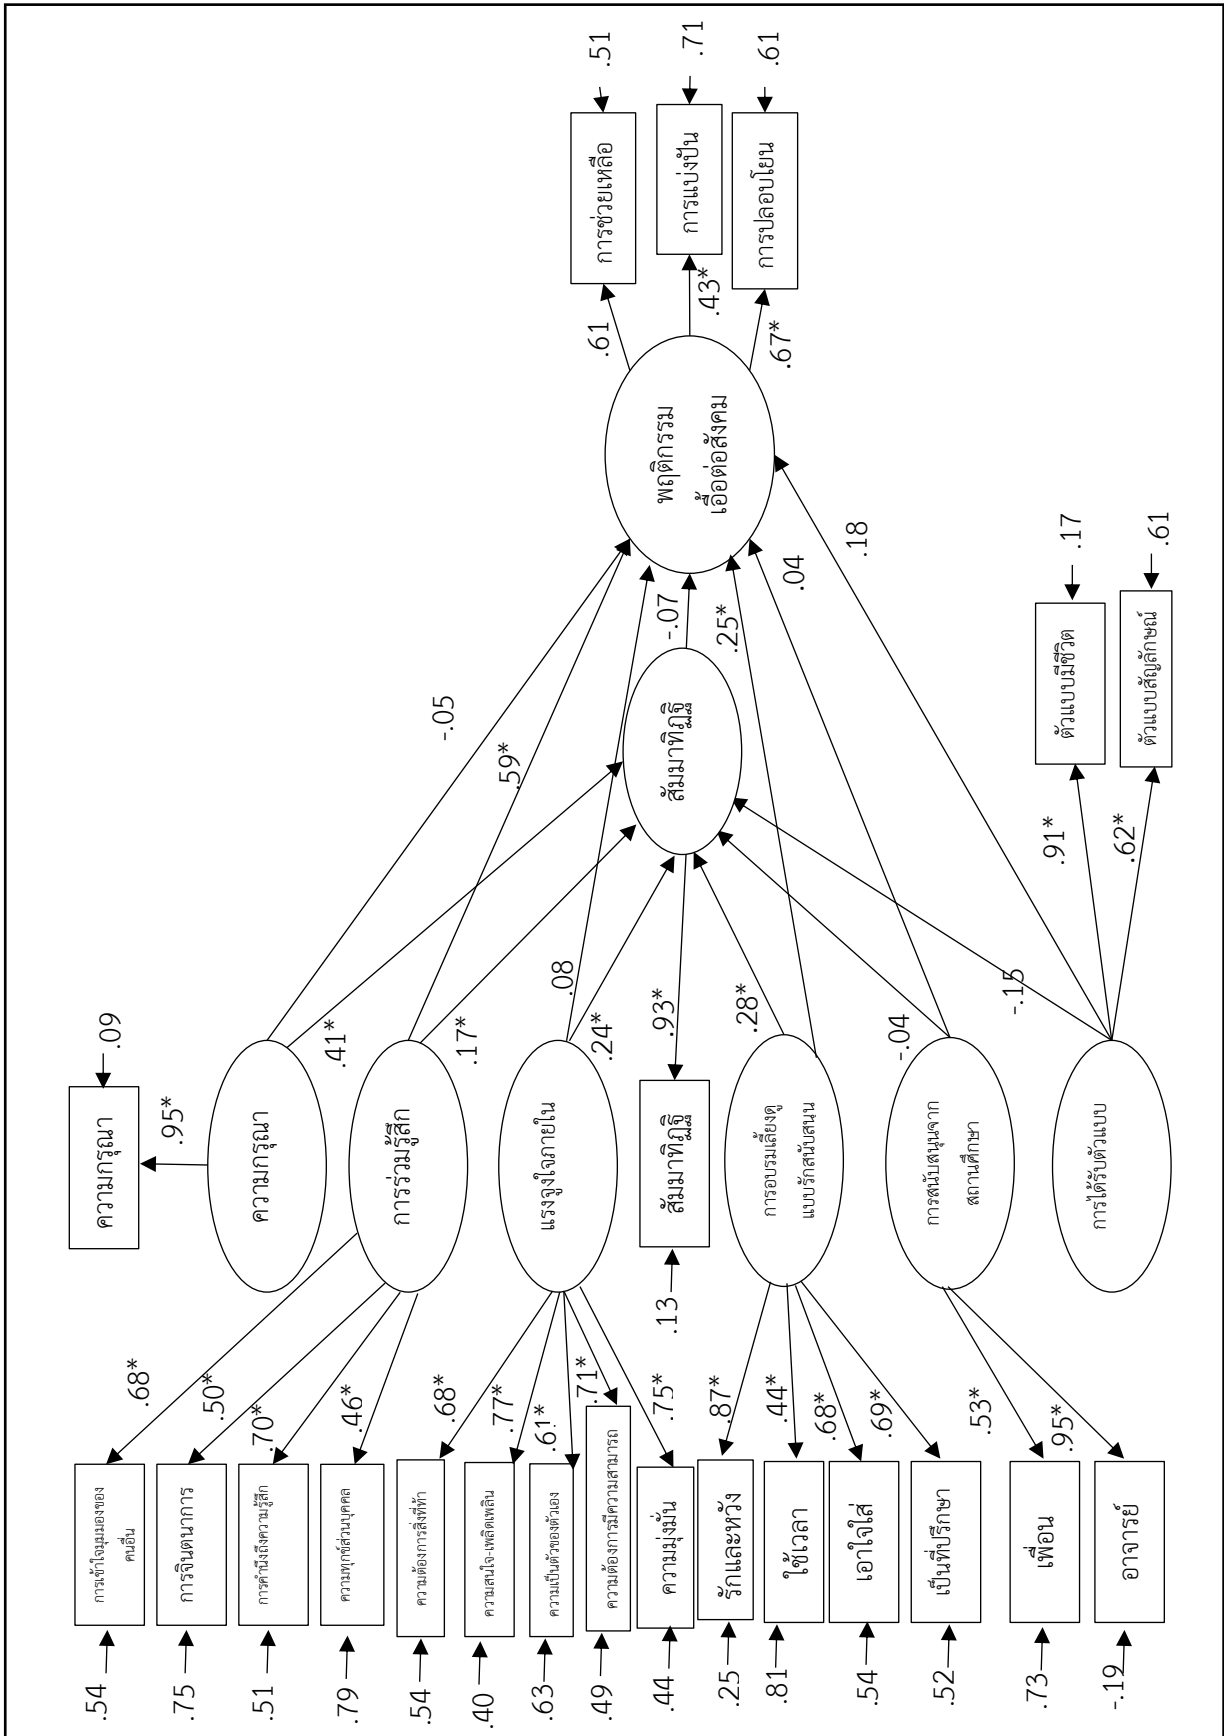 .54
การเข้าใจมุมมองของ
คนอื่น
.68*
.75
การจินตนาการ
.50*
.51
การคำนึงถึงความรู้สึก
.70*
.79
ความทุกข์ส่วนบุคคล
.46*
.54
ความต้องการสิ่งที่ท้า
.68*
.40
ความสนใจ-เพลิดเพลิน
.77*
.63
ความเป็นตัวของตัวเอง
.61*
.49
ความต้องการมีความสามารถ
.71*
.44
ความมุ่งมั่น
.75*
.25
รักและหวัง
.87*
.81
ใช้เวลา
.44*
.54
เอาใจใส่
.68*
.52
เป็นที่ปรึกษา
.69*
.73
เพื่อน
.53*
-.19
อาจารย์
.95*
ความกรุณา
.09
.95*
ความกรุณา
การร่วมรู้สึก
แรงจูงใจภายใน
สัมมาทิฏฐิ
.13
.93*
การอบรมเลี้ยงดู
แบบรักสนับสนน
การสนับสนุนจาก
สถานศึกษา
การได้รับตัวแบบ
.41*
.17*
.08
.24*
.28*
-.04
-.15
-.05
.59*
สัมมาทิฏฐิ
-.07
.25*
.04
.18
.91*
ตัวแบบมีชีวิต
.17
.62*
ตัวแบบสัญลักษณ์
.61
พฤติกรรม
เอื้อต่อสังคม
.61
การช่วยเหลือ
.51
.43*
การแบ่งปัน
.71
.67*
การปลอบโยน
.61